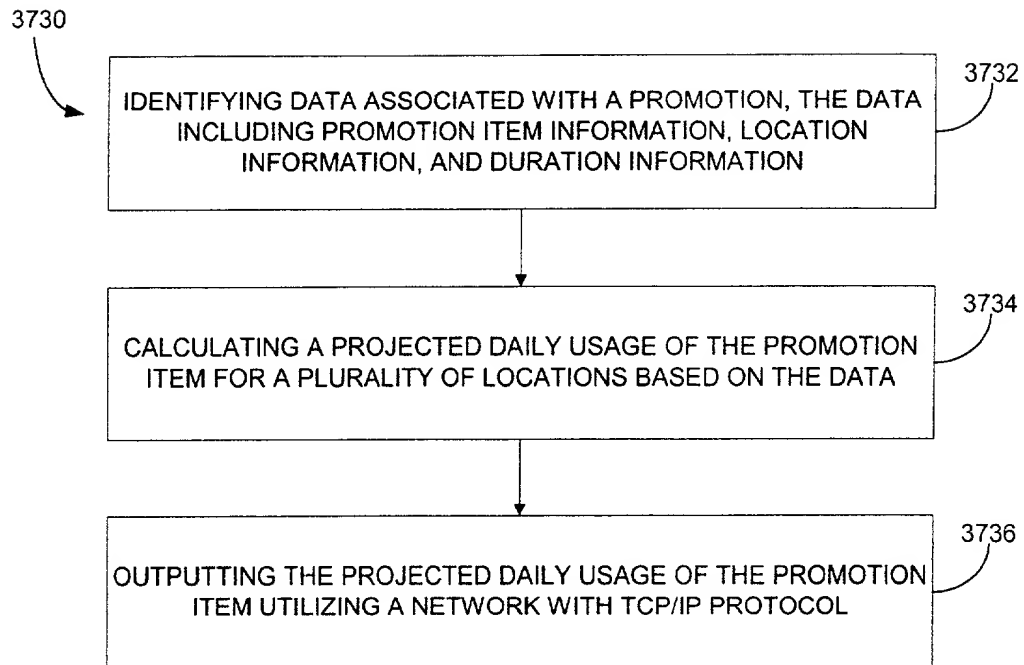 3730
3732
IDENTIFYING DATA ASSOCIATED WITH A PROMOTION, THE DATA
INCLUDING PROMOTION ITEM INFORMATION, LOCATION
INFORMATION, AND DURATION INFORMATION
3734
CALCULATING A PROJECTED DAILY USAGE OF THE PROMOTION
ITEM FOR A PLURALITY OF LOCATIONS BASED ON THE DATA
3736
OUTPUTTING THE PROJECTED DAILY USAGE OF THE PROMOTION
ITEM UTILIZING A NETWORK WITH TCP/IP PROTOCOL